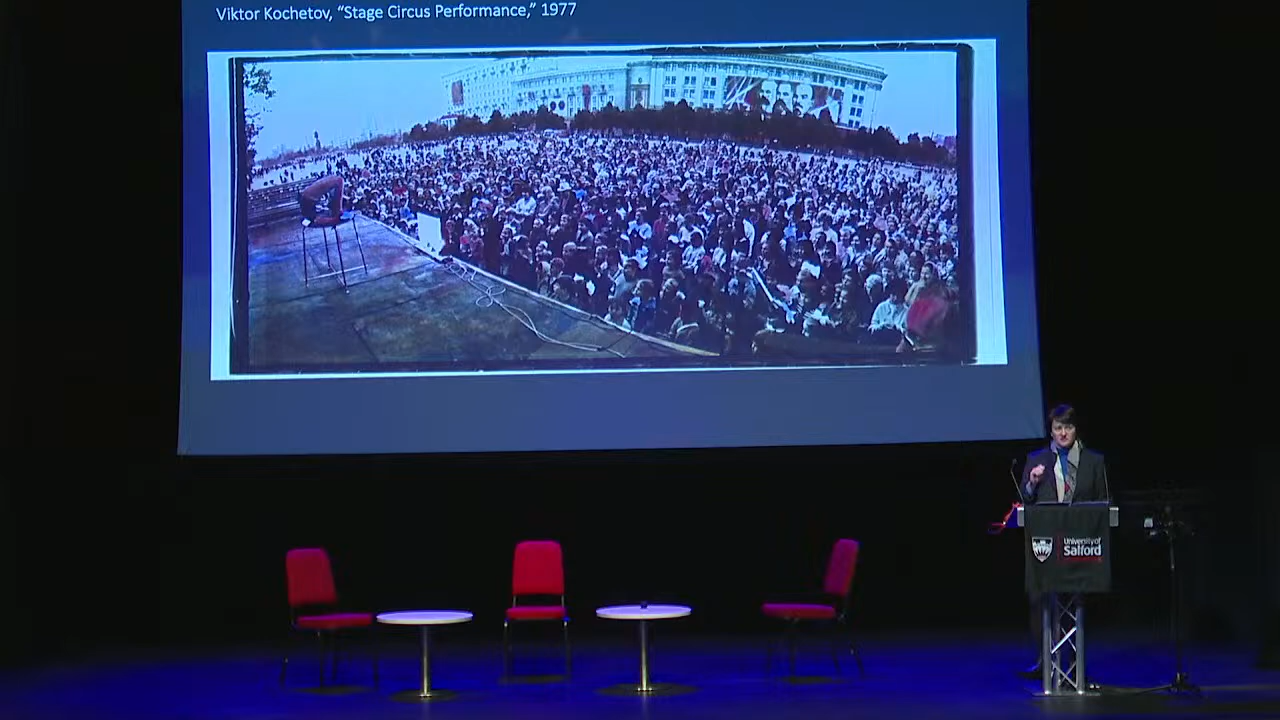 Viktor Kochetov, “Stage Circus Performance,” 1977
University of
Salford